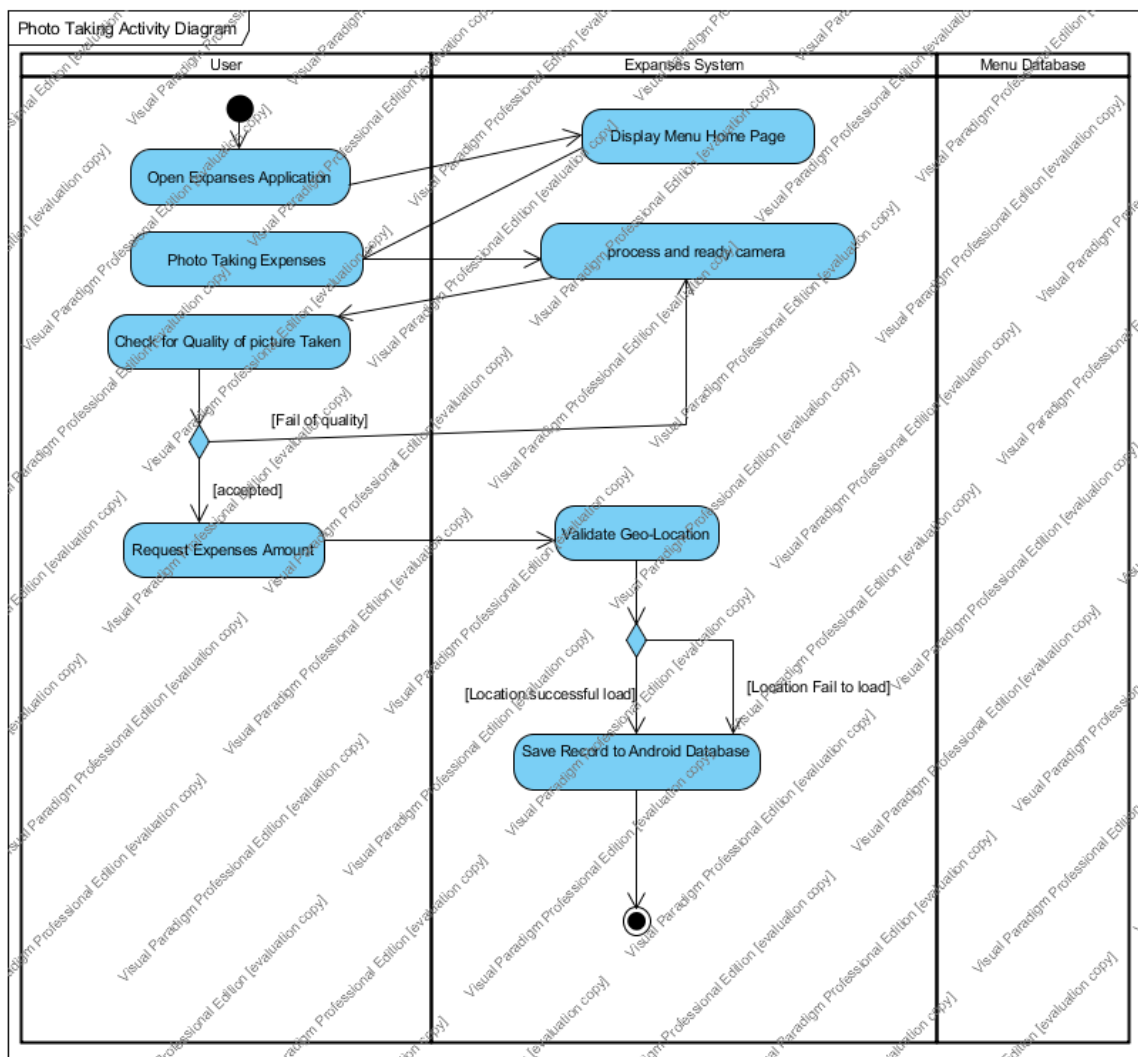 Photo Taking Activity Diagram
User
Expanses System
Menu Database
Display Menu Home Page
Open Expanses Application
Photo Taking Expenses
process and ready camera
Check for Quality of picture Taken
[Fail of quality]
[accepted]
Request Expenses Amount
Validate Geo-Location
[Location successful load]
[Location Fail to load]
Save Record to Android Database
Visual Paradigm Professional Edition [evaluation copy]